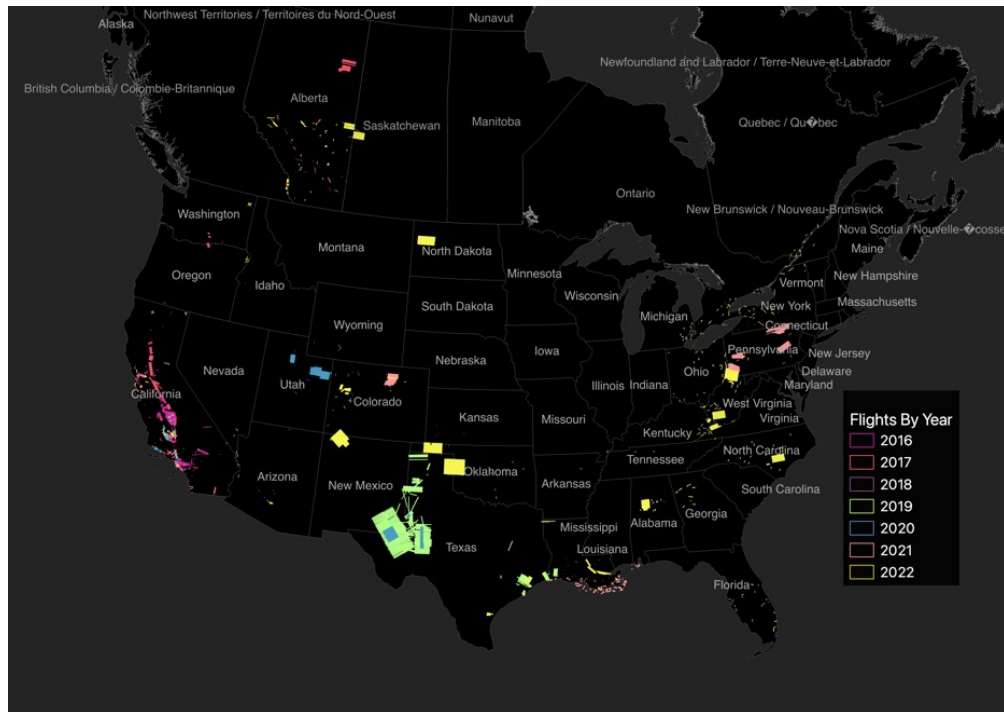 Northwest Territories / Territoires du Nord-Ouest
Nunavut
Alaska
Newfoundland and Labrador / Terre-Neuve-et-Labrador
British Columbia / Colombie-Britannique
Alberta
Saskatchewan
Manitoba
Quebec / Qu�bec
Ontario
New Brunswick / Nouveau-Brunswick
Nova Scotia / Nouvelle-�cosse
Washington
Montana
North Dakota
Maine
Oregon
Idaho
Minnesota
Vermont
New Hampshire
South Dakota
Wisconsin
Michigan
New York
Massachusetts
Wyoming
Connecticut
Nebraska
Iowa
Pennsylvania
New Jersey
Nevada
Utah
Illinois
Indiana
Ohio
Delaware
Maryland
California
Colorado
Kansas
Missouri
West Virginia
Virginia
Kentucky
Arizona
New Mexico
Oklahoma
Tennessee
North Carolina
Arkansas
South Carolina
Texas
Mississippi
Alabama
Georgia
Louisiana
Florida
Flights By Year
2016
2017
2018
2019
2020
2021
2022